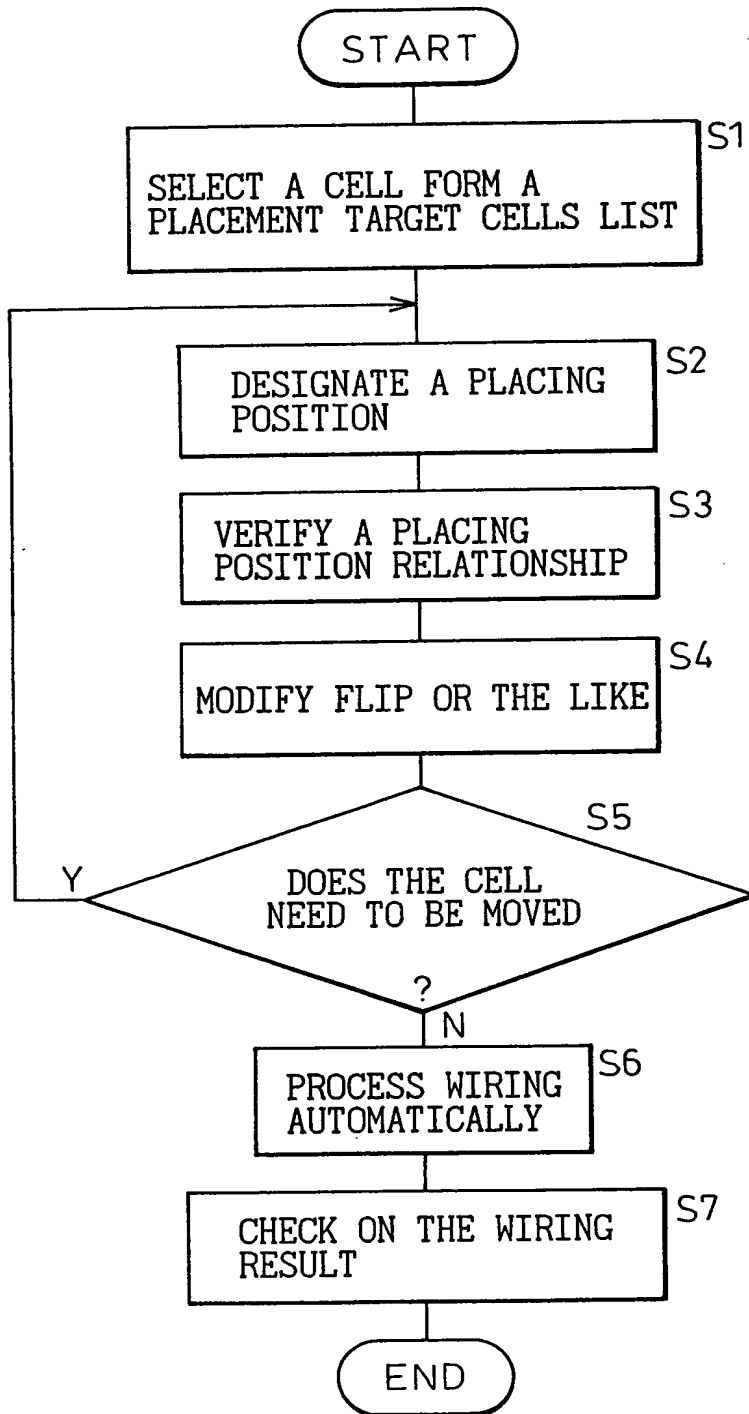 START
S1
SELECT A CELL FORM A
PLACEMENT TARGET CELLS LIST
S2
DESIGNATE A PLACING
POSITION
S3
VERIFY A PLACING
POSITION RELATIONSHIP
S4
MODIFY FLIP OR THE LIKE
S5
Y
DOES THE CELL
NEED TO BE MOVED
?
N
S6
PROCESS WIRING
AUTOMATICALLY
S7
CHECK ON THE WIRING
RESULT
END